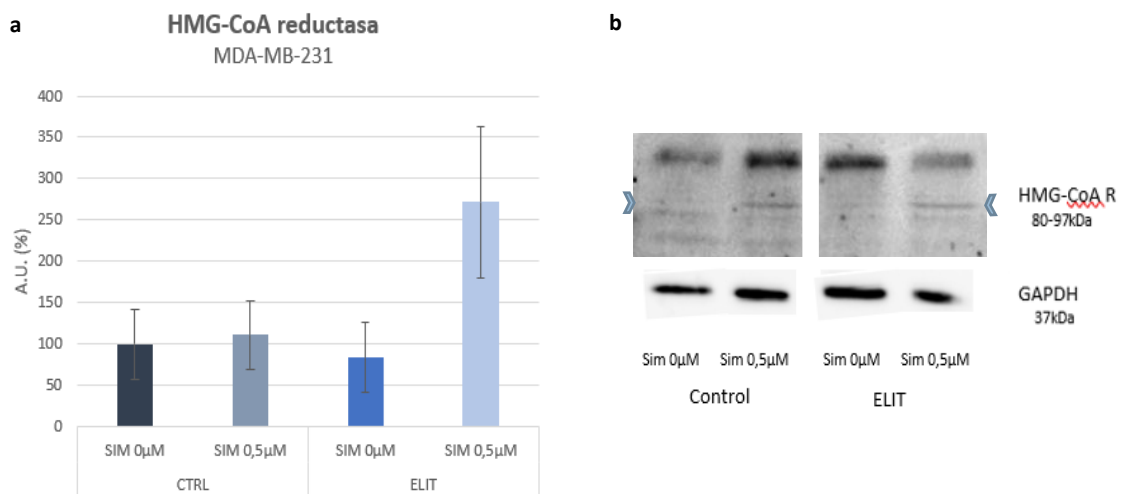 a
HMG-CoA reductasa
MDA-MB-231
A.U. (%)
400
350
300
250
200
150
100
50
0
SIM 0µM
SIM 0,5µM
SIM 0µM
SIM 0,5µM
CTRL
ELIT
b
HMG-CoA R
80-97kDa
GAPDH
37kDa
Sim 0µM
Sim 0,5µM
Sim 0µM
Sim 0,5µM
Control
ELIT